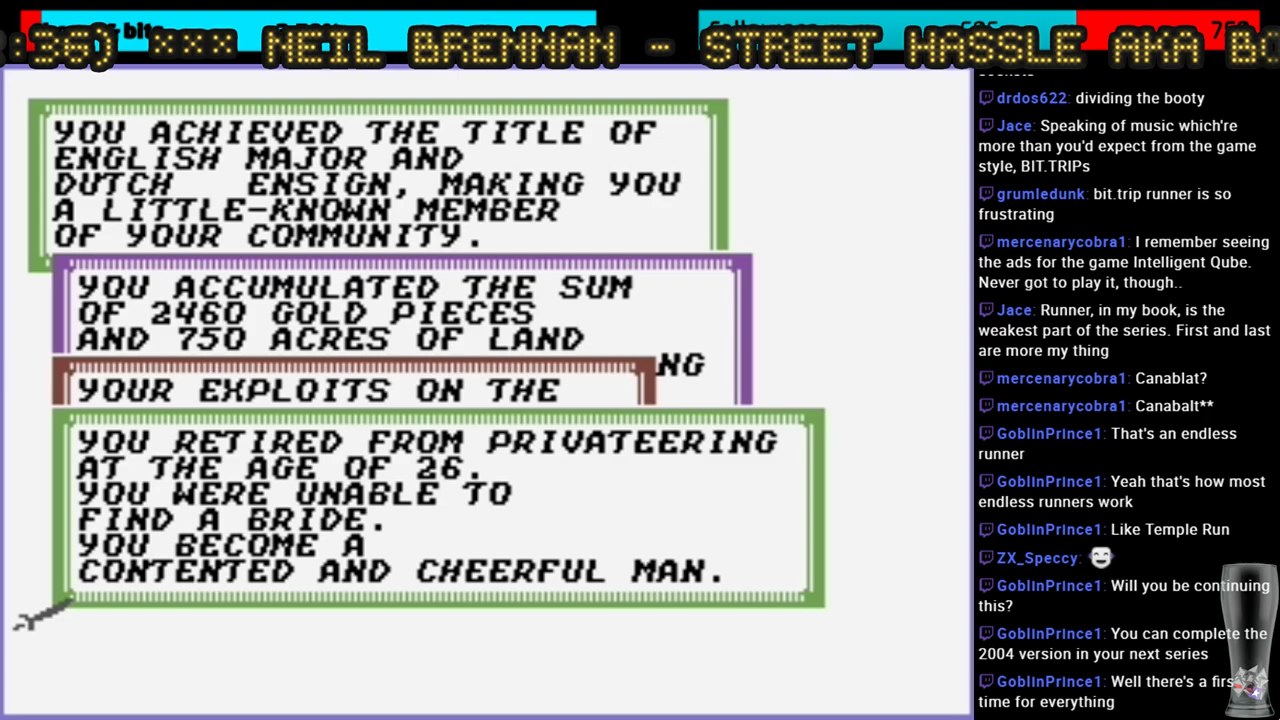 :36) *** NEIL BRENNAN - STREET HASSLE AKA
YOU ACHIEVED THE TITLE OF
ENGLISH MAJOR AND
DUTCH ENSIGN, MAKING YOU
A LITTLE-KNOWN MEMBER
OF YOUR COMMUNITY.
YOU ACCUMULATED THE SUM
OF 2460 GOLD PIECES
AND 750 ACRES OF LAND
NG
YOUR EXPLOITS ON THE
YOU RETIRED FROM PRIVATEERING
AT THE AGE OF 26.
YOU WERE UNABLE TO
FIND A BRIDE.
YOU BECOME A
CONTENTED AND CHEERFUL MAN.
drdos622: dividing the booty
Jace: Speaking of music which're
more than you'd expect from the game
style, BIT.TRIPs
grumledunk: bit.trip runner is so
frustrating
mercenarycobra1: I remember seeing
the ads for the game Intelligent Qube.
Never got to play it, though..
Jace: Runner, in my book, is the
weakest part of the series. First and last
are more my thing
mercenarycobra1: Canablat?
mercenarycobra1: Canabalt**
GoblinPrince1: That's an endless
runner
GoblinPrince1: Yeah that's how most
endless runners work
GoblinPrince1: Like Temple Run
ZX_Speccy:
GoblinPrince1: Will you be continuing
this?
GoblinPrince1: You can complete the
2004 version in your next series
GoblinPrince1: Well there's a first
time for everything